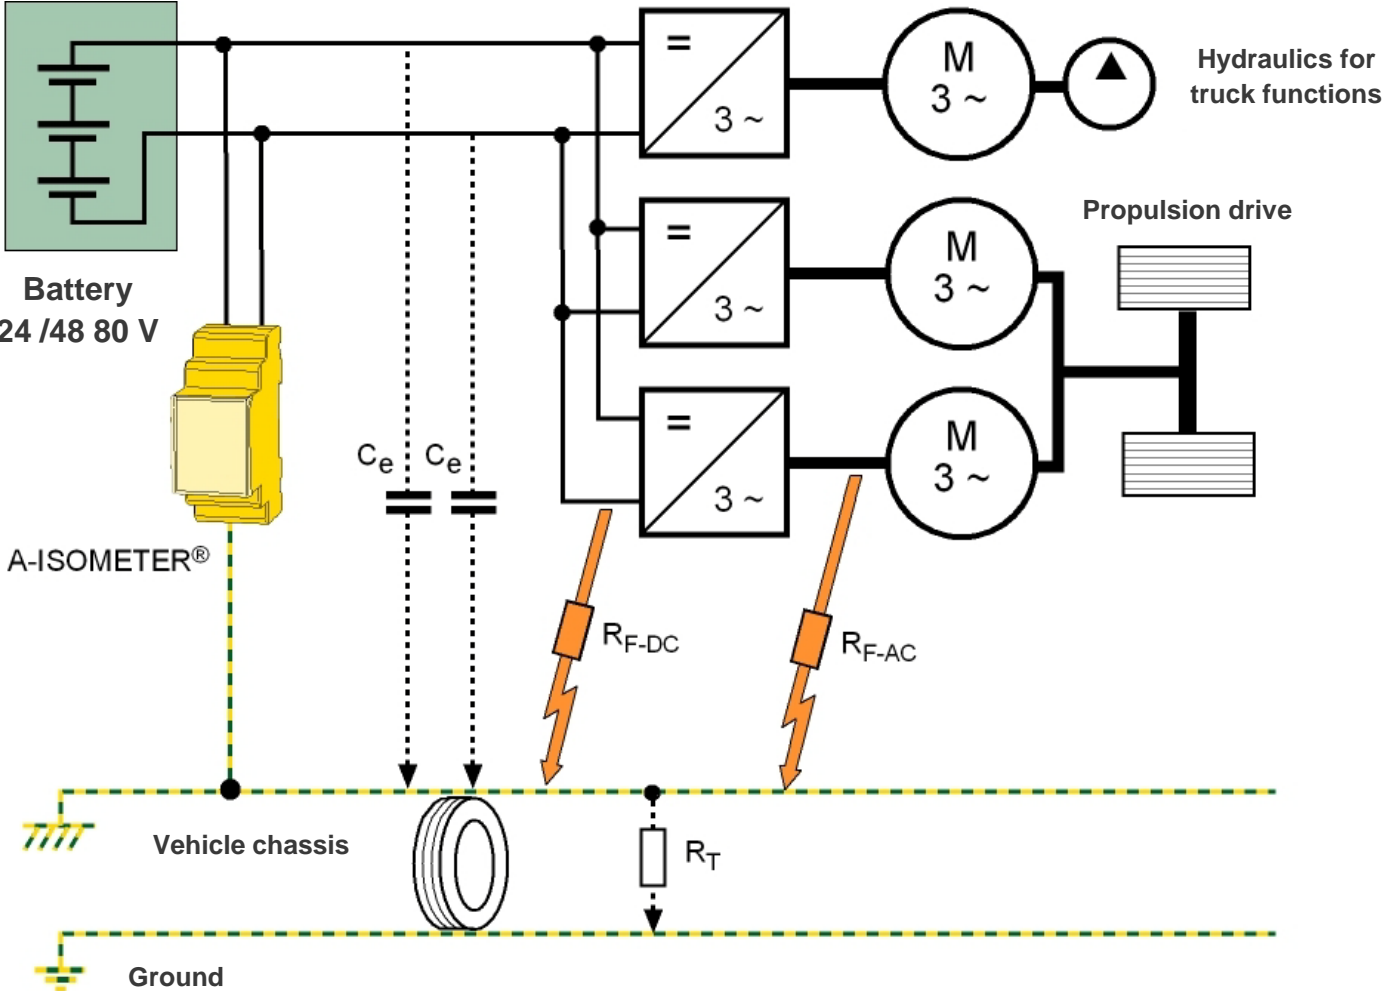 =
3 ~
M
3 ~
Hydraulics for
truck functions
=
3 ~
M
3 ~
Propulsion drive
Battery
24 /48 80 V
=
3 ~
M
3 ~
Ce Ce
A-ISOMETER®
RF-DC
RF-AC
Vehicle chassis
RT
Ground